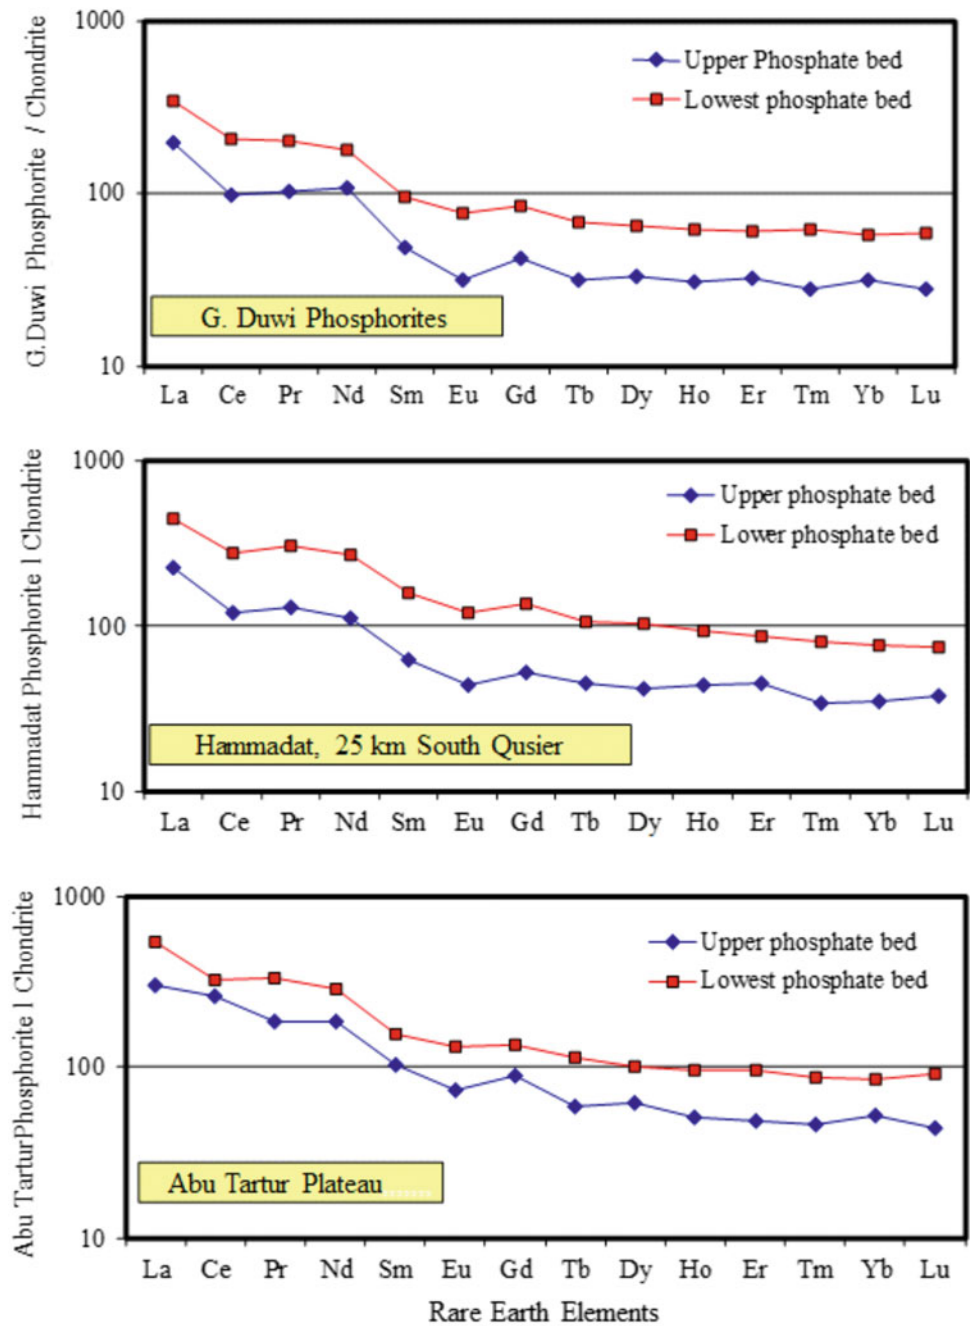 G.Duwi Phosphorite / Chondrite
1000
100
10
Upper Phosphate bed
Lowest phosphate bed
G. Duwi Phosphorites
La Ce Pr Nd Sm Eu Gd Tb Dy Ho Er Tm Yb Lu
Hammadat Phosphorite l Chondrite
1000
100
10
Upper phosphate bed
Lower phosphate bed
Hammadat, 25 km South Qusier
La Ce Pr Nd Sm Eu Gd Tb Dy Ho Er Tm Yb Lu
Abu TarturPhosphorite l Chondrite
1000
100
10
Upper phosphate bed
Lowest phosphate bed
Abu Tartur Plateau
La Ce Pr Nd Sm Eu Gd Tb Dy Ho Er Tm Yb Lu
Rare Earth Elements